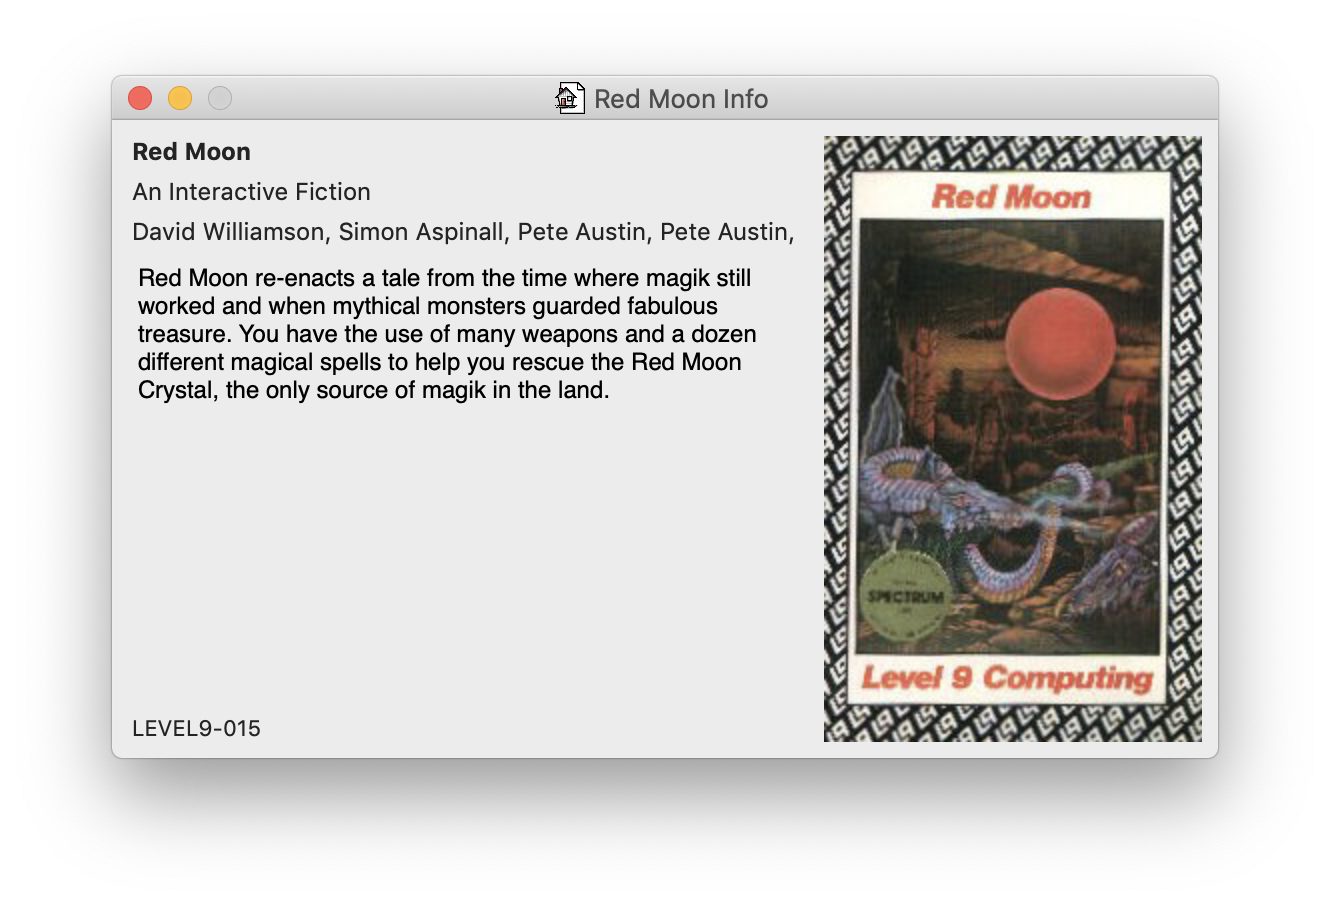 Red Moon Info
Red Moon
An Interactive Fiction
David Williamson, Simon Aspinall, Pete Austin, Pete Austin,
Red Moon re-enacts a tale from the time where magik still
worked and when mythical monsters guarded fabulous
treasure. You have the use of many weapons and a dozen
different magical spells to help you rescue the Red Moon
Crystal, the only source of magik in the land.
LEVEL9-015
Red Moon
SPECTRUM
Level 9 Computing